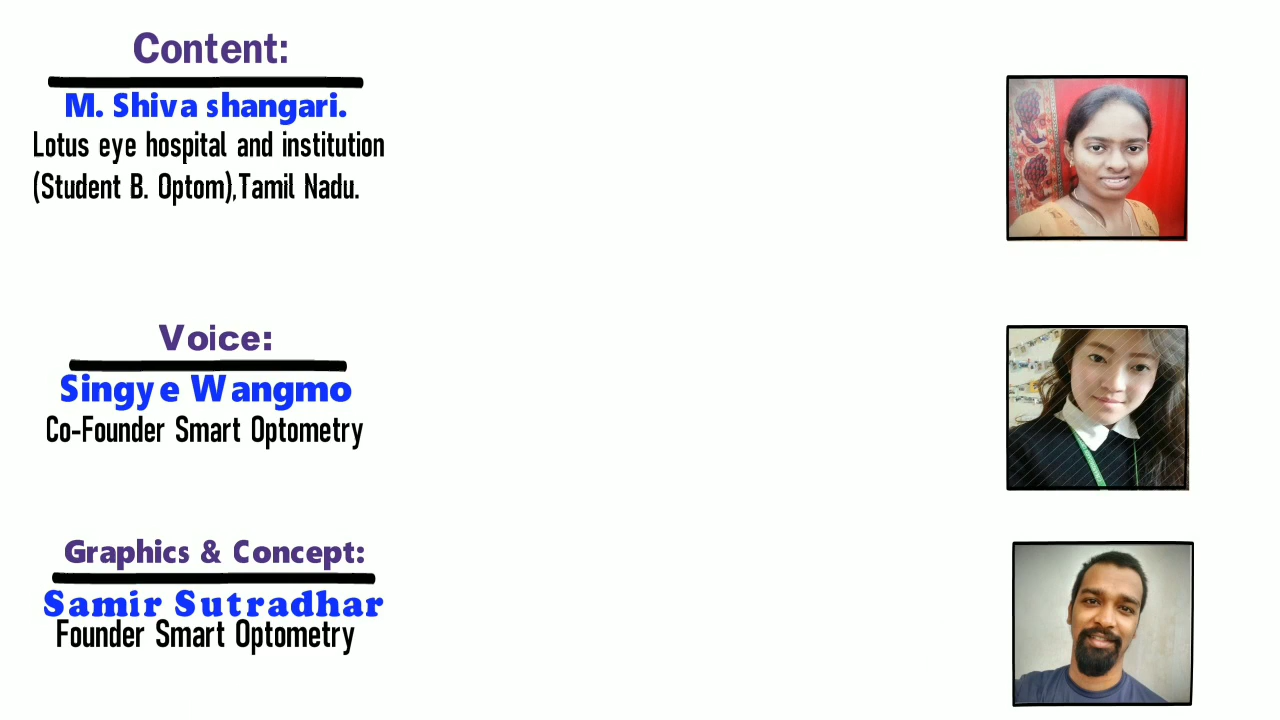 Content:
M. Shiva shangari.
Lotus eye hospital and institution
(Student B. Optom),Tamil Nadu.
Voice:
Singye Wangmo
Co-Founder Smart Optometry
Graphics & Concept:
Samir Sutradhar
Founder Smart Optometry